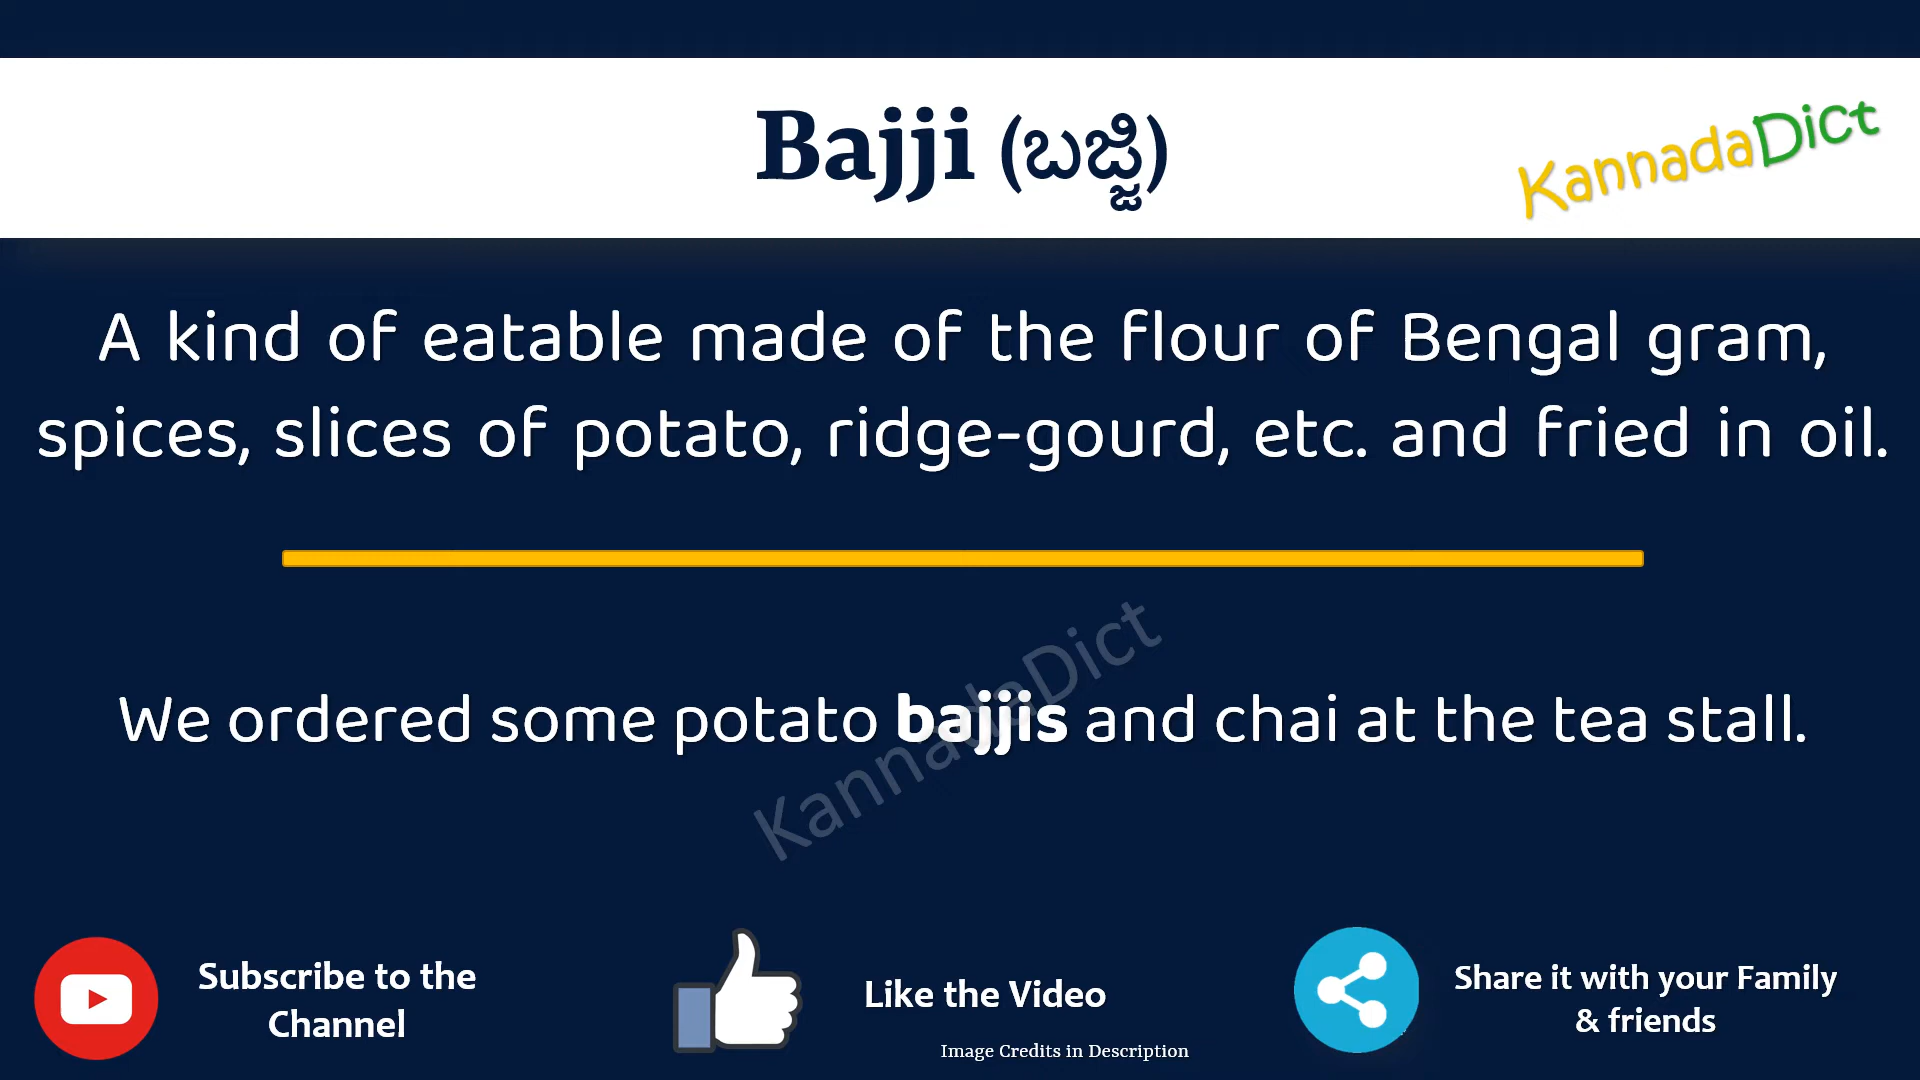 Bajji (ಬಜ್ಜಿ)
KannadaDict
A kind of eatable made of the flour of Bengal gram,
spices, slices of potato, ridge-gourd, etc. and fried in oil.
We ordered some potato bajjis and chai at the tea stall.
KannadaDict
Subscribe to the
Channel
Like the Video
Share it with your Family
& friends
Image Credits in Description